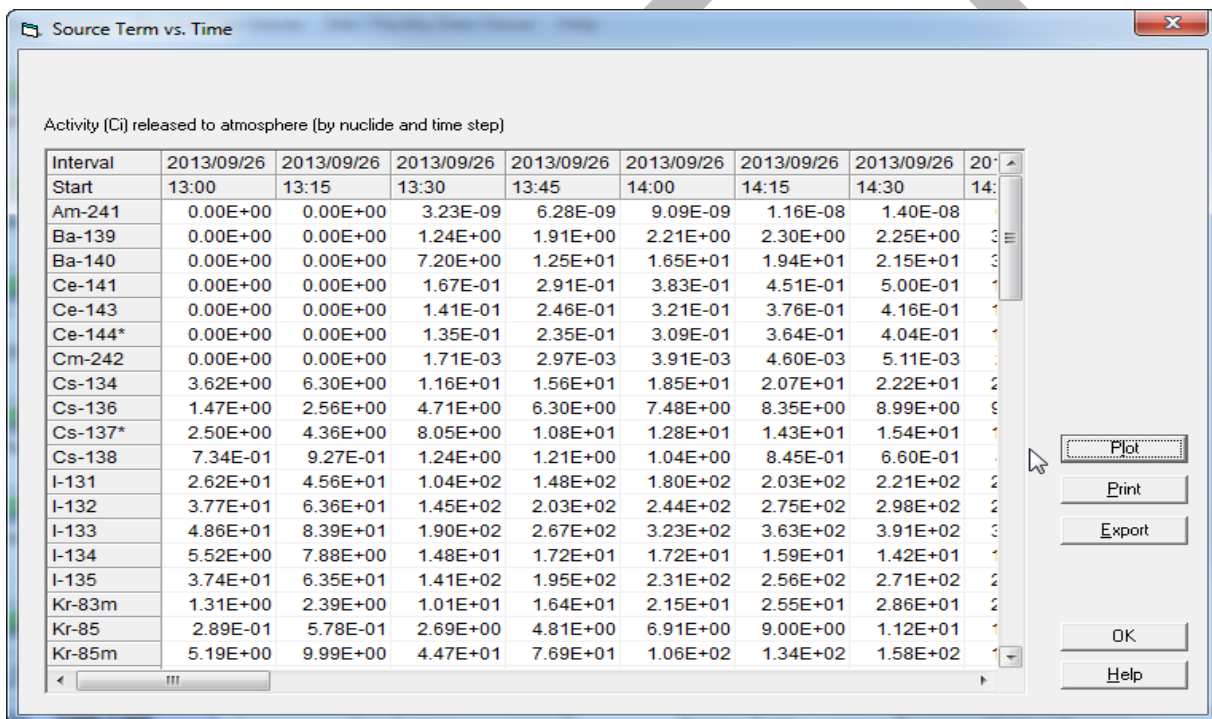 Source Term vs. Time
Activity (Ci) released to atmosphere (by nuclide and time step)
Interval 2013/09/26 2013/09/26 2013/09/26 2013/09/26 2013/09/26 2013/09/26 2013/09/26
Start 13:00 13:15 13:30 13:45 14:00 14:15 14:30 14:
Am-241 0.00E+00 0.00E+00 3.23E-09 6.28E-09 9.09E-09 1.16E-08 1.40E-08
Ba-139 0.00E+00 0.00E+00 1.24E+00 1.91E+00 2.21E+00 2.30E+00 2.25E+00
Ba-140 0.00E+00 0.00E+00 7.20E+00 1.25E+01 1.65E+01 1.94E+01 2.15E+01
Ce-141 0.00E+00 0.00E+00 1.67E-01 2.91E-01 3.83E-01 4.51E-01 5.00E-01
Ce-143 0.00E+00 0.00E+00 1.41E-01 2.46E-01 3.21E-01 3.76E-01 4.16E-01
Ce-144* 0.00E+00 0.00E+00 1.35E-01 2.35E-01 3.09E-01 3.64E-01 4.04E-01
Cm-242 0.00E+00 0.00E+00 1.71E-03 2.97E-03 3.91E-03 4.60E-03 5.11E-03
Cs-134 3.62E+00 6.30E+00 1.16E+01 1.56E+01 1.85E+01 2.07E+01 2.22E+01
Cs-136 1.47E+00 2.56E+00 4.71E+00 6.30E+00 7.48E+00 8.35E+00 8.99E+00
Cs-137* 2.50E+00 4.36E+00 8.05E+00 1.08E+01 1.28E+01 1.43E+01 1.54E+01
Cs-138 7.34E-01 9.27E-01 1.24E+00 1.21E+00 1.04E+00 8.45E-01 6.60E-01
I-131 2.62E+01 4.56E+01 1.04E+02 1.48E+02 1.80E+02 2.03E+02 2.21E+02
I-132 3.77E+01 6.36E+01 1.45E+02 2.03E+02 2.44E+02 2.75E+02 2.98E+02
I-133 4.86E+01 8.39E+01 1.90E+02 2.67E+02 3.23E+02 3.63E+02 3.91E+02
I-134 5.52E+00 7.88E+00 1.48E+01 1.72E+01 1.72E+01 1.59E+01 1.42E+01
I-135 3.74E+01 6.35E+01 1.41E+02 1.95E+02 2.31E+02 2.56E+02 2.71E+02
Kr-83m 1.31E+00 2.39E+00 1.01E+01 1.64E+01 2.15E+01 2.55E+01 2.86E+01
Kr-85 2.89E-01 5.78E-01 2.69E+00 4.81E+00 6.91E+00 9.00E+00 1.12E+01
Kr-85m 5.19E+00 9.99E+00 4.47E+01 7.69E+01 1.06E+02 1.34E+02 1.58E+02
Plot
Print
Export
OK
Help